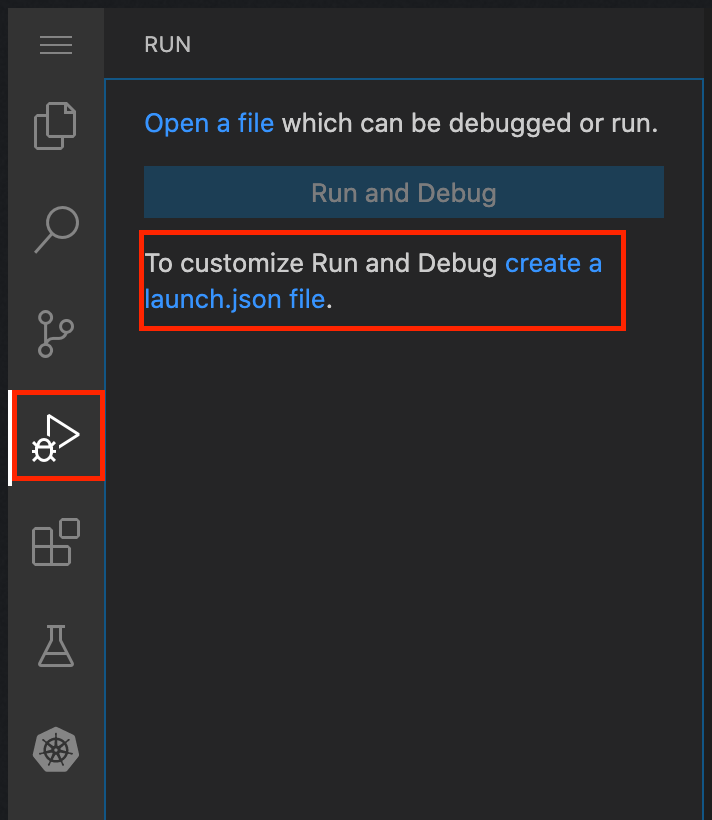 RUN
Open a file which can be debugged or run.
Run and Debug
To customize Run and Debug create a
launch.json file.